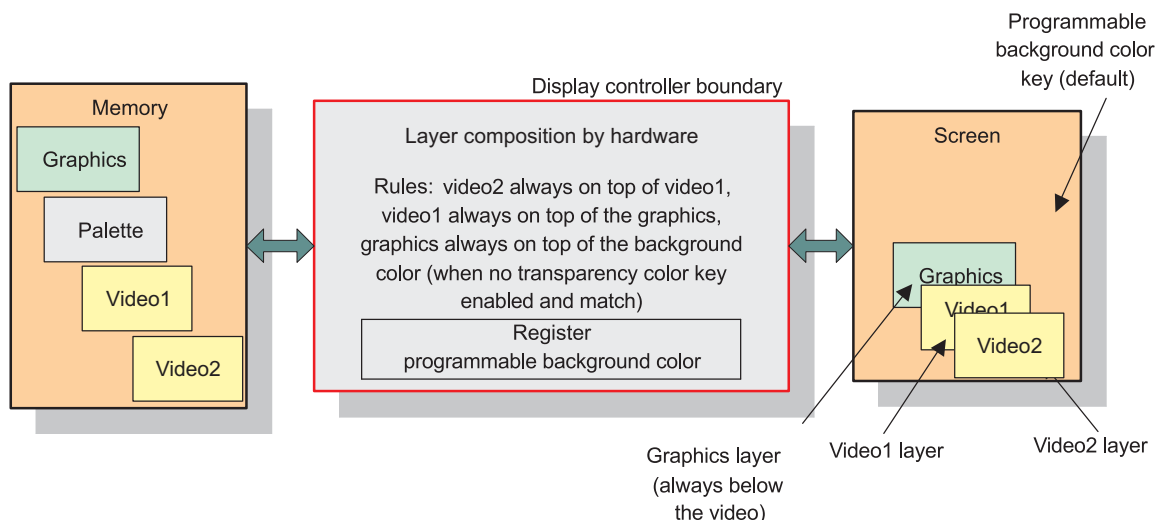 Programmable
background color
key (default)
Display controller boundary
Memory
Graphics
Palette
Video1
Video2
Layer composition by hardware
Rules: video2 always on top of video1,
video1 always on top of the graphics,
graphics always on top of the background
color (when no transparency color key
enabled and match)
Register
programmable background color
Screen
Graphics
Video1
Video2
Graphics layer
(always below
the video)
Video1 layer
Video2 layer